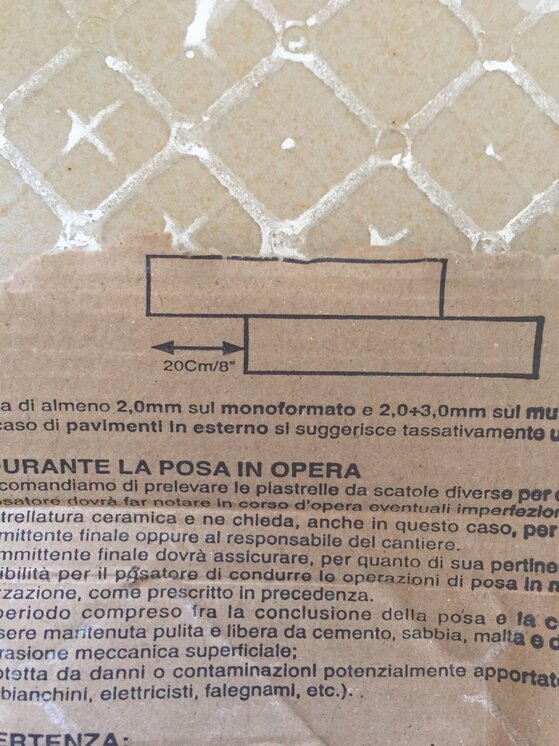 20Cm/8"
a di almeno 2,0mm sul monoformato e 2,0÷3,0mm sul mu
caso di pavimenti in esterno si suggerisce tassativamente u
DURANTE LA POSA IN OPERA
comandiamo di prelevare le piastrelle da scatole diverse per
osatore dovrà far notare in corso d'opera eventuali imperfezion
trellatura ceramica e ne chieda, anche in questo caso, per
mittente finale oppure al responsabile del cantiere.
mmittente finale dovrà assicurare, per quanto di sua pertine
ibilità per il posatore di condurre le operazioni di posa in m
zzazione, come prescritto in precedenza.
periodo compreso fra la conclusione della posa e la c
ssere mantenuta pulita e libera da cemento, sabbia, malta e d
rasione meccanica superficiale;
otetta da danni o contaminazioni potenzialmente apportat
bianchini, elettricisti, falegnami, etc.).
ERTENZA: